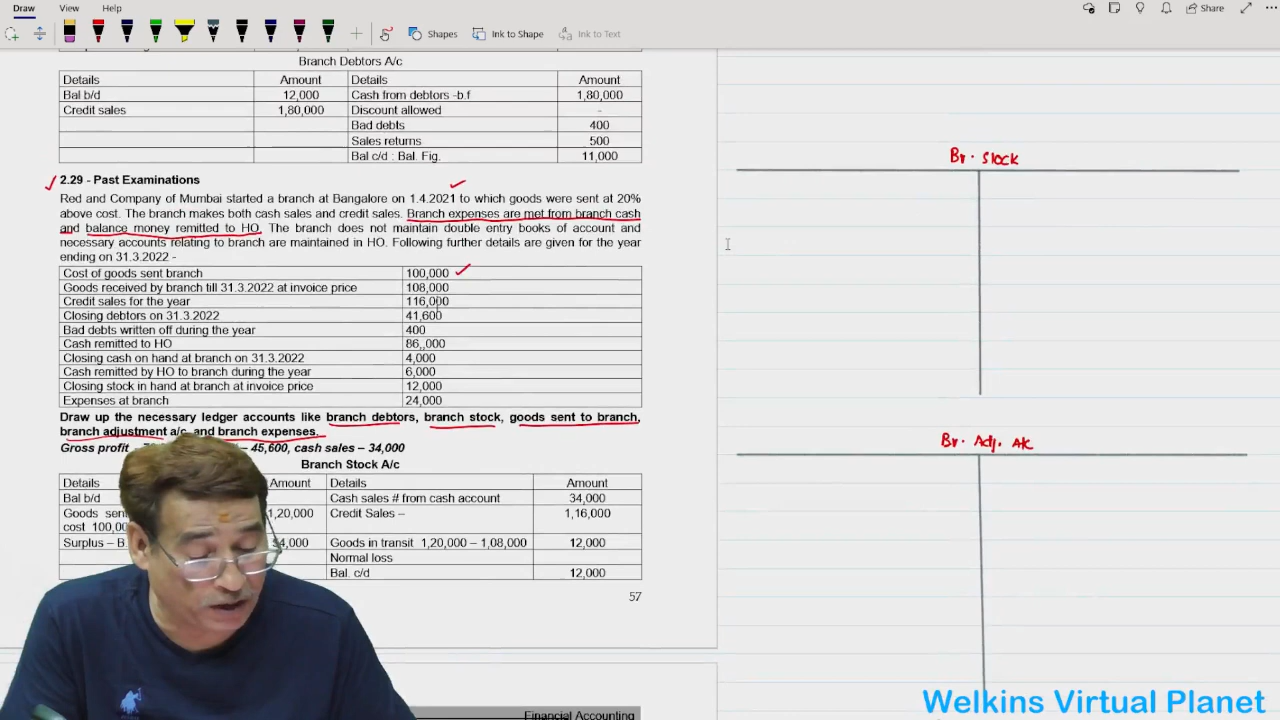 Draw View Help
Share
Shapes Ink to Shape Ink to Text
Branch Debtors A/c
Details Amount Details Amount
Bal b/d 12,000 Cash from debtors -b.f 1,80,000
Credit sales 1,80,000 Discount allowed -
Bad debts 400
Sales returns 500
Bal c/d : Bal. Fig. 11,000
2.29 - Past Examinations
Red and Company of Mumbai started a branch at Bangalore on 1.4.2021 to which goods were sent at 20%
above cost. The branch makes both cash sales and credit sales. Branch expenses are met from branch cash
and balance money remitted to HO. The branch does not maintain double entry books of account and
necessary accounts relating to branch are maintained in HO. Following further details are given for the year
ending on 31.3.2022 -
Cost of goods sent branch 100,000
Goods received by branch till 31.3.2022 at invoice price 108,000
Credit sales for the year 116,000
Closing debtors on 31.3.2022 41,600
Bad debts written off during the year 400
Cash remitted to HO 86,,000
Closing cash on hand at branch on 31.3.2022 4,000
Cash remitted by HO to branch during the year 6,000
Closing stock in hand at branch at invoice price 12,000
Expenses at branch 24,000
Draw up the necessary ledger accounts like branch debtors, branch stock, goods sent to branch,
branch adjustment a/c and branch expenses.
Gross profit – 45,600, cash sales – 34,000
Branch Stock A/c
Details Amount Details Amount
Bal b/d Cash sales # from cash account 34,000
Goods sent 1,20,000 Credit Sales – 1,16,000
cost 100,00
Surplus – B 4,000 Goods in transit 1,20,000 – 1,08,000 12,000
Normal loss
Bal. c/d 12,000
57
Financial Accounting
Br. Stock
Br. Adj. A/c
Welkins Virtual Planet